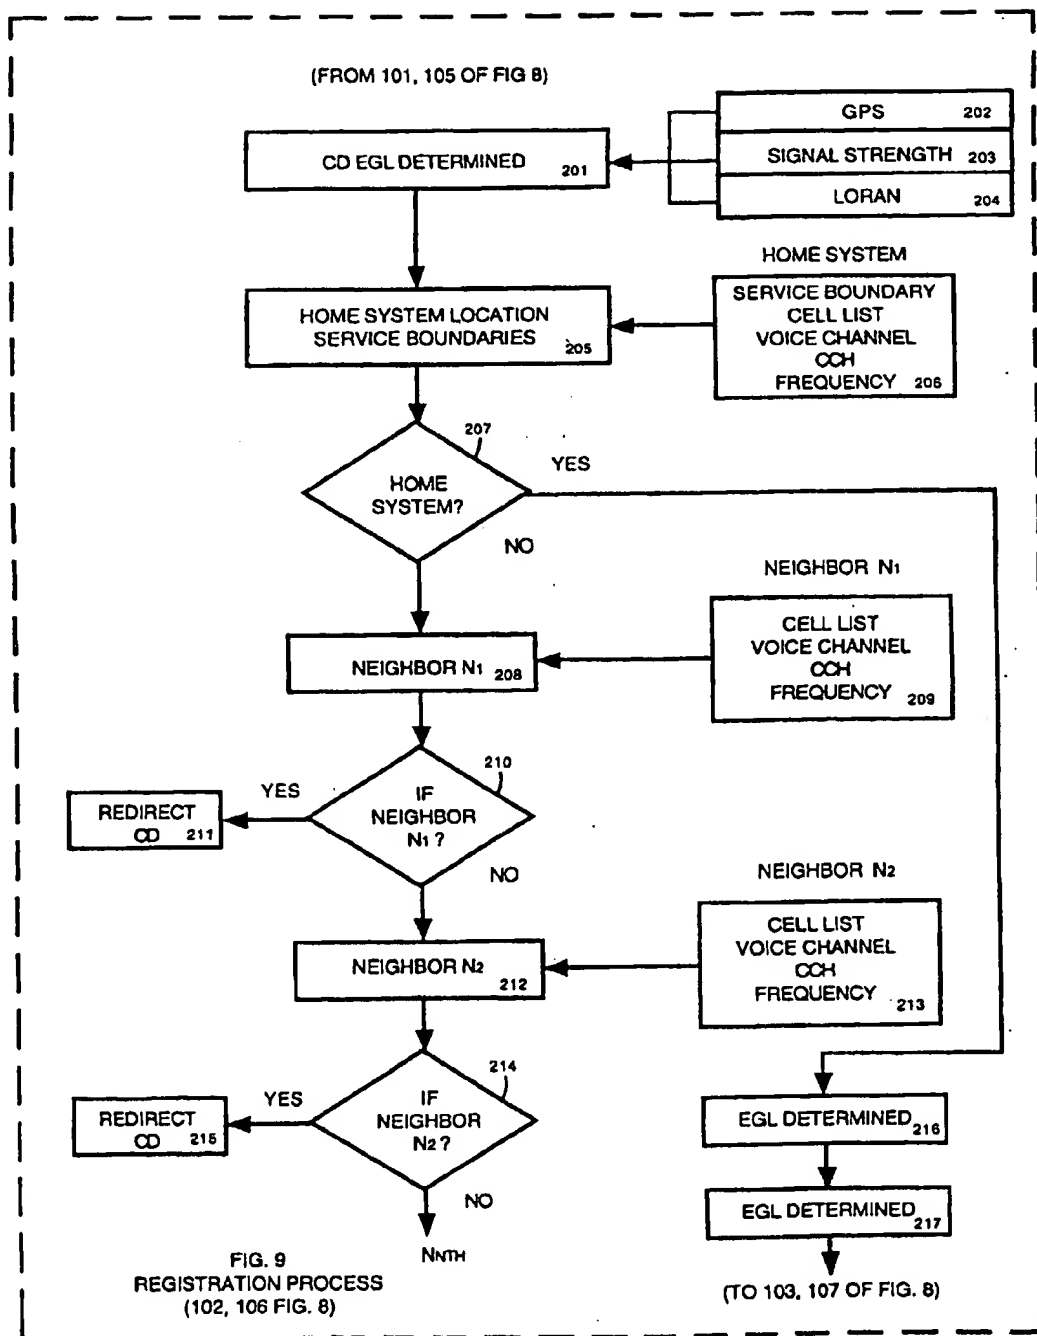 (FROM 101, 105 OF FIG 8)
GPS 202
CD EGL DETERMINED 201
SIGNAL STRENGTH 203
LORAN 204
HOME SYSTEM
HOME SYSTEM LOCATION
SERVICE BOUNDARIES 205
SERVICE BOUNDARY
CELL LIST
VOICE CHANNEL
CCH
FREQUENCY 206
207
YES
HOME
SYSTEM?
NO
NEIGHBOR N1
NEIGHBOR N1 208
CELL LIST
VOICE CHANNEL
CCH
FREQUENCY 209
210
YES
IF
NEIGHBOR
N1 ?
REDIRECT
CD 211
NO
NEIGHBOR N2
NEIGHBOR N2 212
CELL LIST
VOICE CHANNEL
CCH
FREQUENCY 213
214
YES
IF
NEIGHBOR
N2 ?
REDIRECT
CD 215
NO
EGL DETERMINED 216
EGL DETERMINED 217
NNTH
FIG. 9
REGISTRATION PROCESS
(102, 106 FIG. 8)
(TO 103, 107 OF FIG. 8)